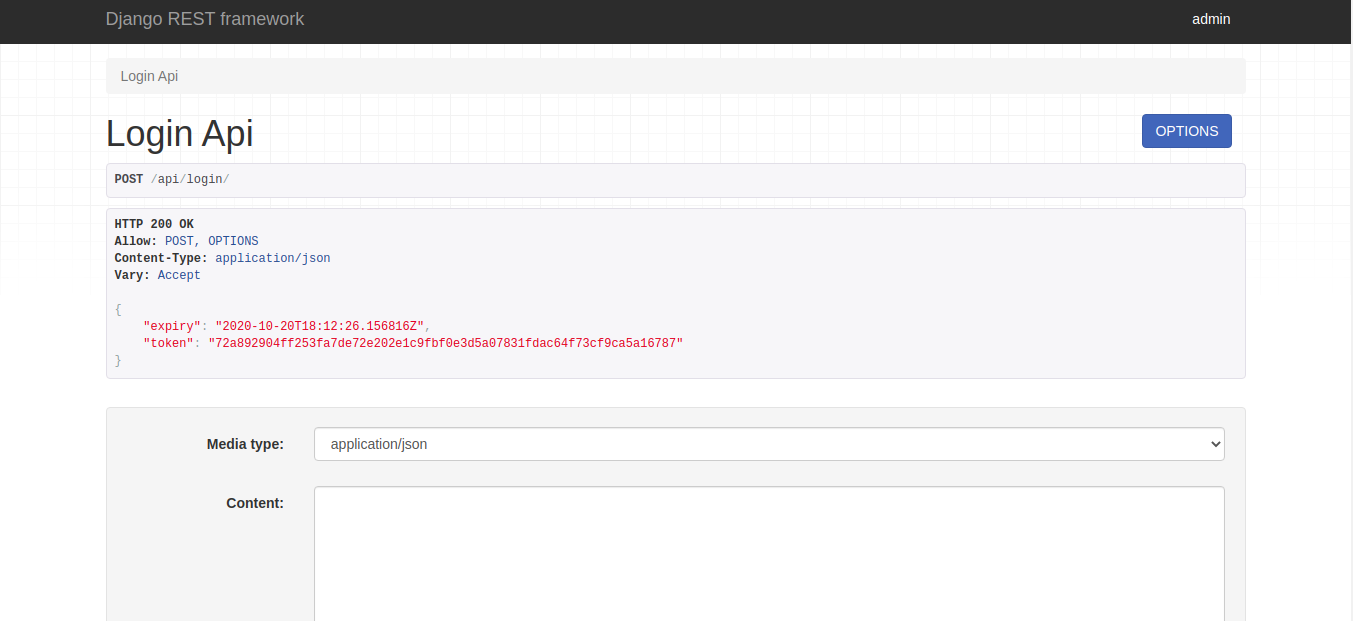 Django REST framework
admin
Login Api
Login Api
OPTIONS
POST /api/login/
HTTP 200 OK
Allow: POST, OPTIONS
Content-Type: application/json
Vary: Accept
{
"expiry": "2020-10-20T18:12:26.156816Z",
"token": "72a892904ff253fa7de72e202e1c9fbf0e3d5a07831fdac64f73cf9ca5a16787"
}
Media type:
application/json
Content: